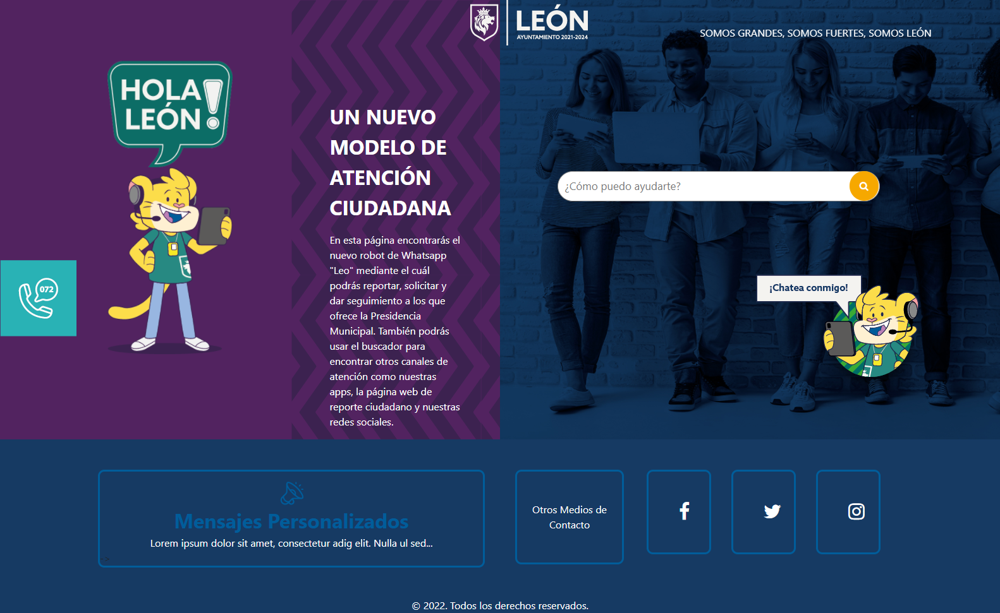 LEÓN
AYUNTAMIENTO 2021-2024
SOMOS GRANDES, SOMOS FUERTES, SOMOS LEÓN
HOLA
LEÓN!
UN NUEVO
MODELO DE
ATENCIÓN
CIUDADANA
En esta página encontrarás el
nuevo robot de Whatsapp
"Leo" mediante el cuál
podrás reportar, solicitar y
dar seguimiento a los que
ofrece la Presidencia
Municipal. También podrás
usar el buscador para
encontrar otros canales de
atención como nuestras
apps, la página web de
reporte ciudadano y nuestras
redes sociales.
072
¿Cómo puedo ayudarte?
¡Chatea conmigo!
Mensajes Personalizados
Lorem ipsum dolor sit amet, consectetur adig elit. Nulla ul sed...
-->
Otros Medios de
Contacto
© 2022. Todos los derechos reservados.